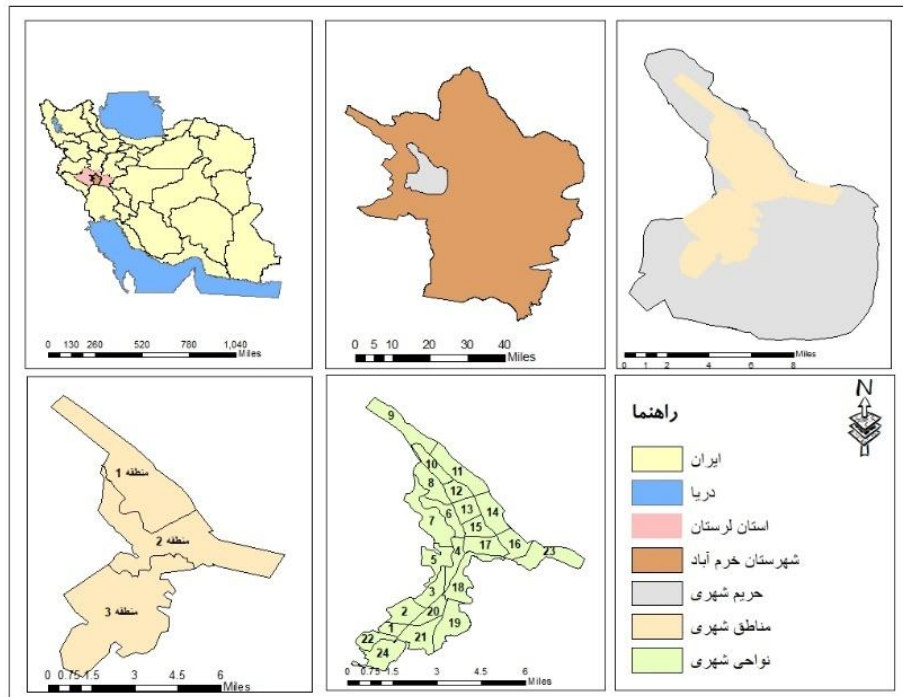 0 130 260 520 780 1,040
Miles
0 5 10 20 30 40
Miles
0 1 2 4 6 8
Miles
منطقه 1
منطقه 2
منطقه 3
0 0.75 1.5 3 4.5 6
Miles
9
10
11
8
12
13
14
6
7
15
4
17
16
23
5
3
18
2
20
19
1
21
22
24
0 0.75 1.5 3 4.5 6
Miles
N
راهنما
ایران
دریا
استان لرستان
شهرستان خرم آباد
حریم شهری
مناطق شهری
نواحی شهری